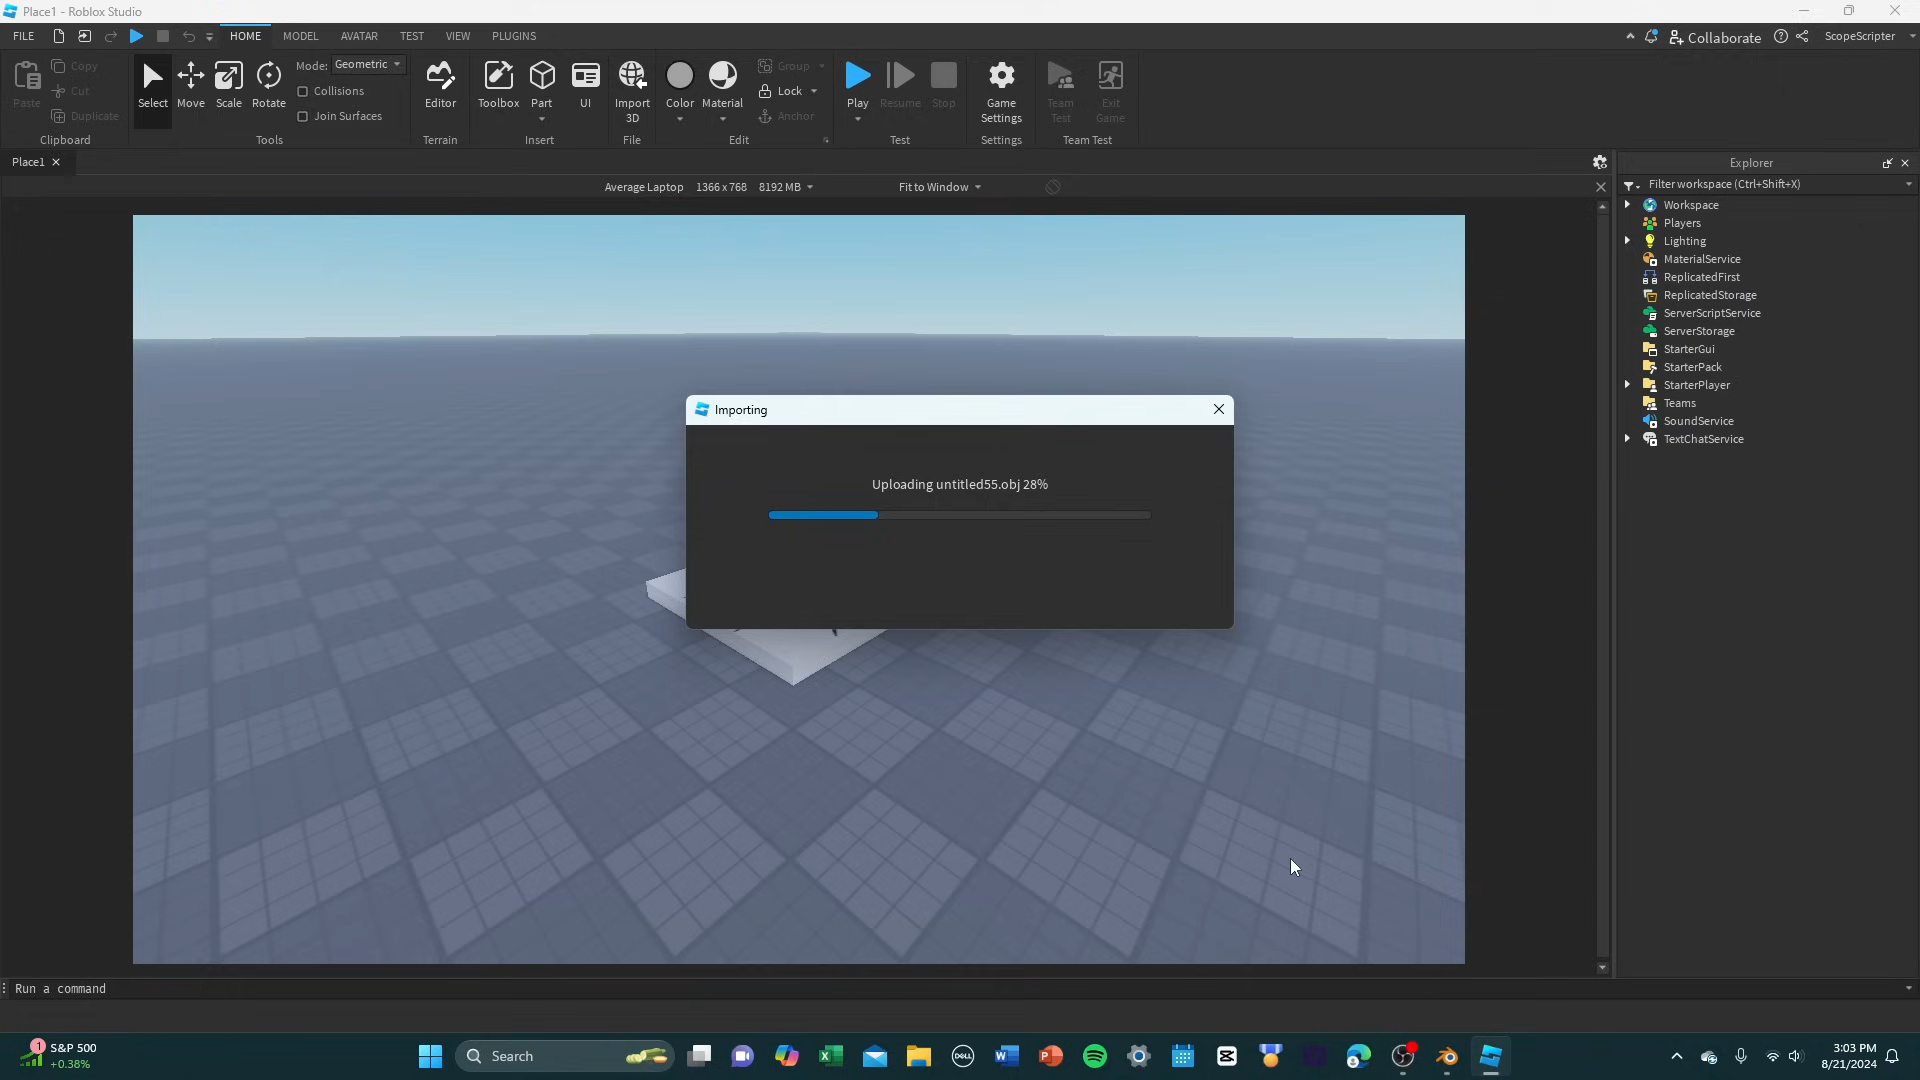 Place1 - Roblox Studio
FILE HOME MODEL AVATAR TEST VIEW PLUGINS Collaborate ScopeScripter
Paste Copy Cut Duplicate Clipboard
Select Move Scale Rotate Mode: Geometric Collisions Join Surfaces Tools
Editor Terrain
Toolbox Part UI Insert
Import 3D File
Color Material Group Lock Anchor Edit
Play Resume Stop Test
Game Settings Settings
Team Test Exit Game Team Test
Place1
Average Laptop 1366 x 768 8192 MB Fit to Window
Importing
Uploading untitled55.obj 28%
Explorer
Filter workspace (Ctrl+Shift+X)
Workspace
Players
Lighting
MaterialService
ReplicatedFirst
ReplicatedStorage
ServerScriptService
ServerStorage
StarterGui
StarterPack
StarterPlayer
Teams
SoundService
TextChatService
Run a command
1 S&P 500
+0.38%
Search
DELL
3:03 PM
8/21/2024